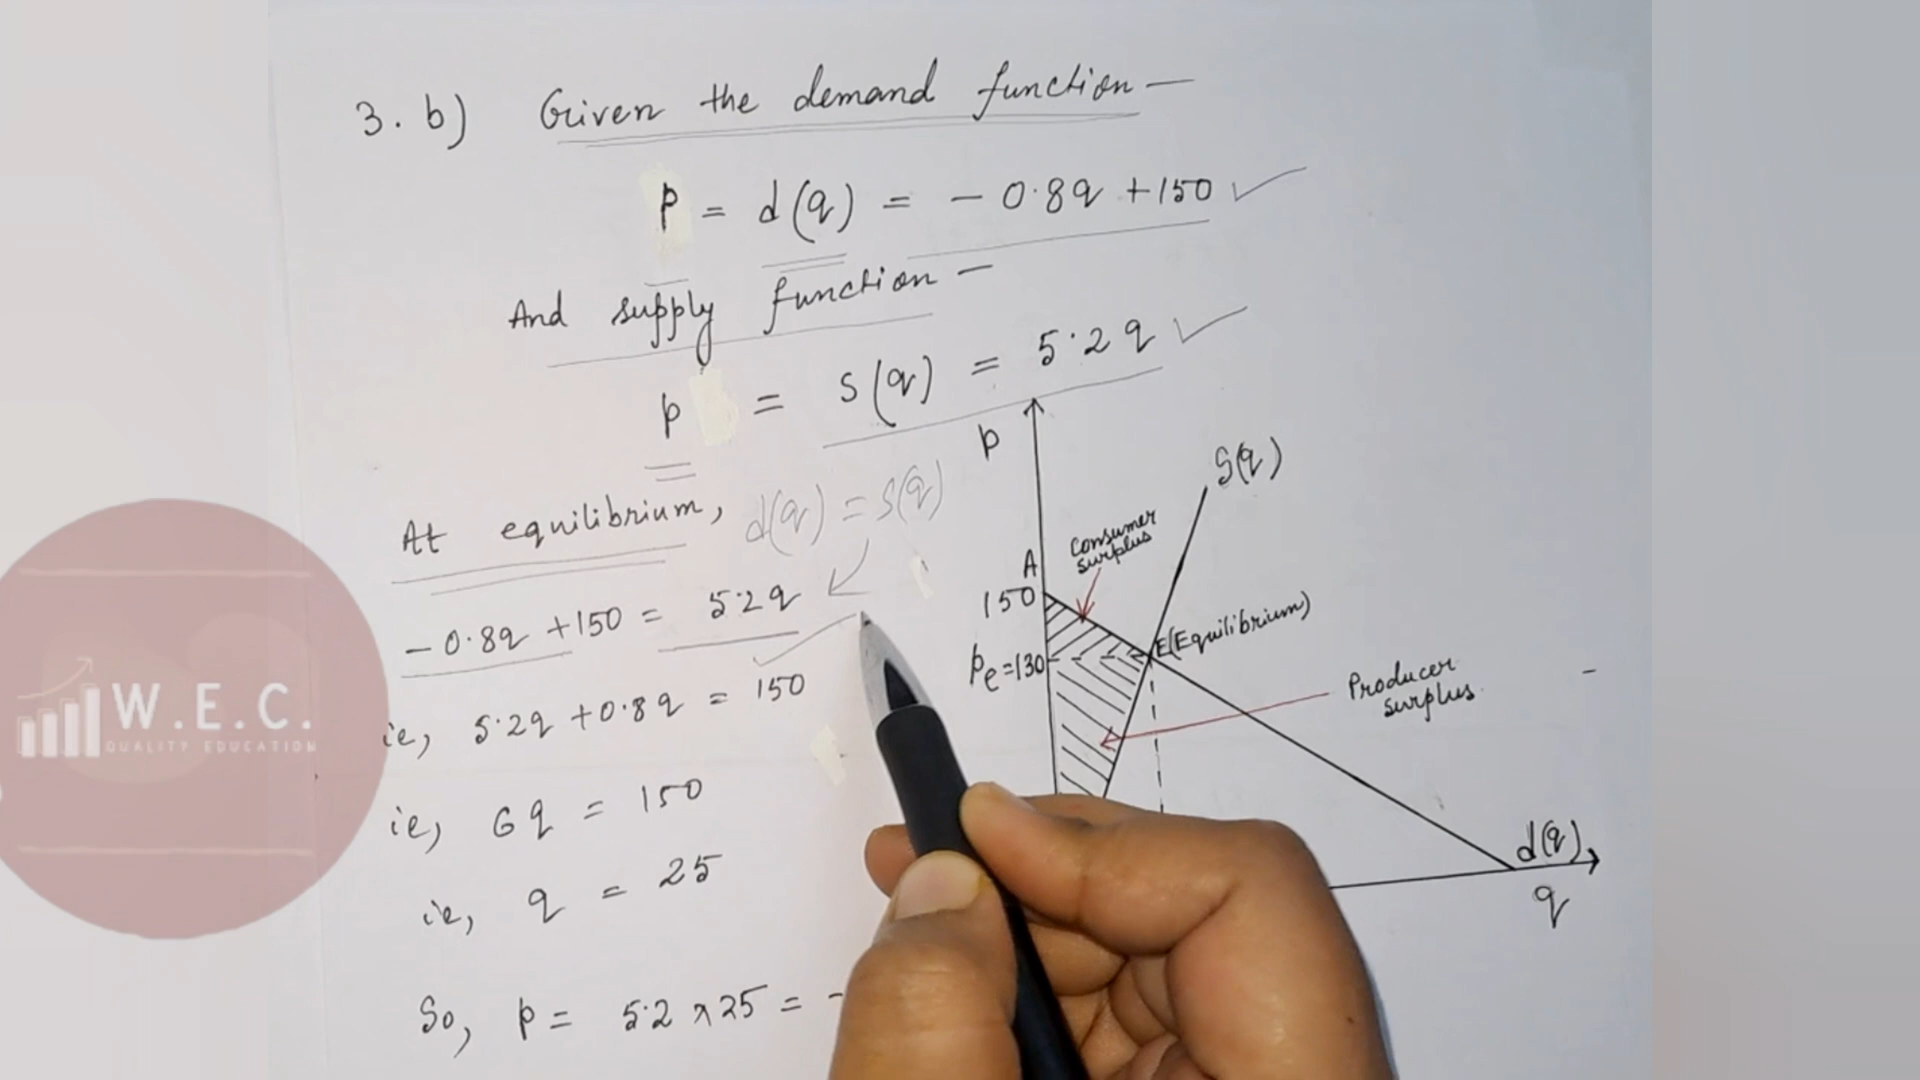 3. b) Given the demand function —
p = d(q) = - 0.8q + 150
And supply function —
p = s(q) = 5.2q
At equilibrium, d(q) = s(q)
- 0.8q + 150 = 5.2q
ie, 5.2q + 0.8q = 150
ie, 6q = 150
ie, q = 25
So, p = 5.2 × 25 =
p
S(q)
Consumer
surplus
A
150
E(Equilibrium)
Pe = 130
Producer
surplus
d(q)
q
W.E.C.
QUALITY EDUCATION